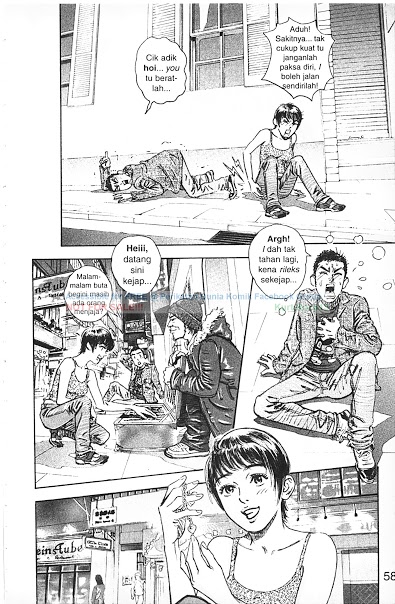 Cik adik
hoi... you
tu berat-
lah...
Aduh!
Sakitnya... tak
cukup kuat tu
janganlah
paksa diri, I
boleh jalan
sendirilah!
Heiii,
datang
sini
kejap...
Argh!
I dah tak
tahan lagi,
kena rileks
sekejap...
Malam-
malam buta
begini masih
ada orang
menjaja?
58